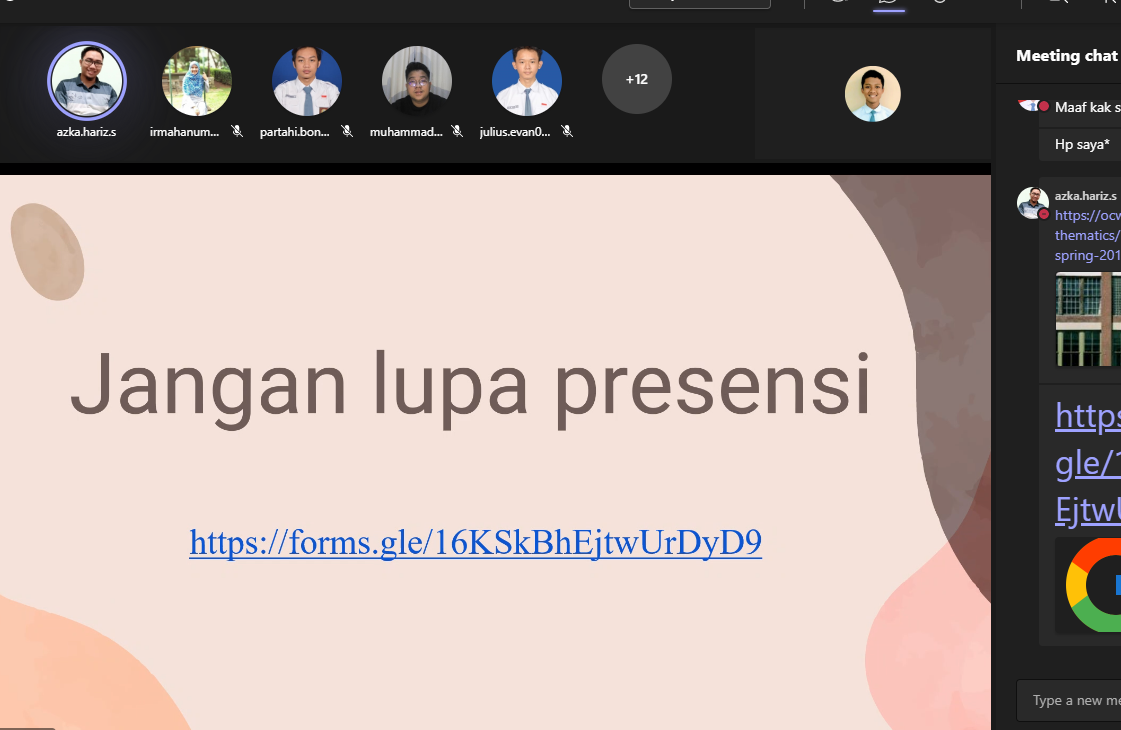 azka.hariz.s
irmahanum...
partahi.bon...
muhammad...
julius.evan0...
+12
Jangan lupa presensi
https://forms.gle/16KSkBhEjtwUrDyD9
Meeting chat
Maaf kak s
Hp saya*
azka.hariz.s
https://ocw
thematics/
spring-201
https
gle/1
EjtwU
Type a new me